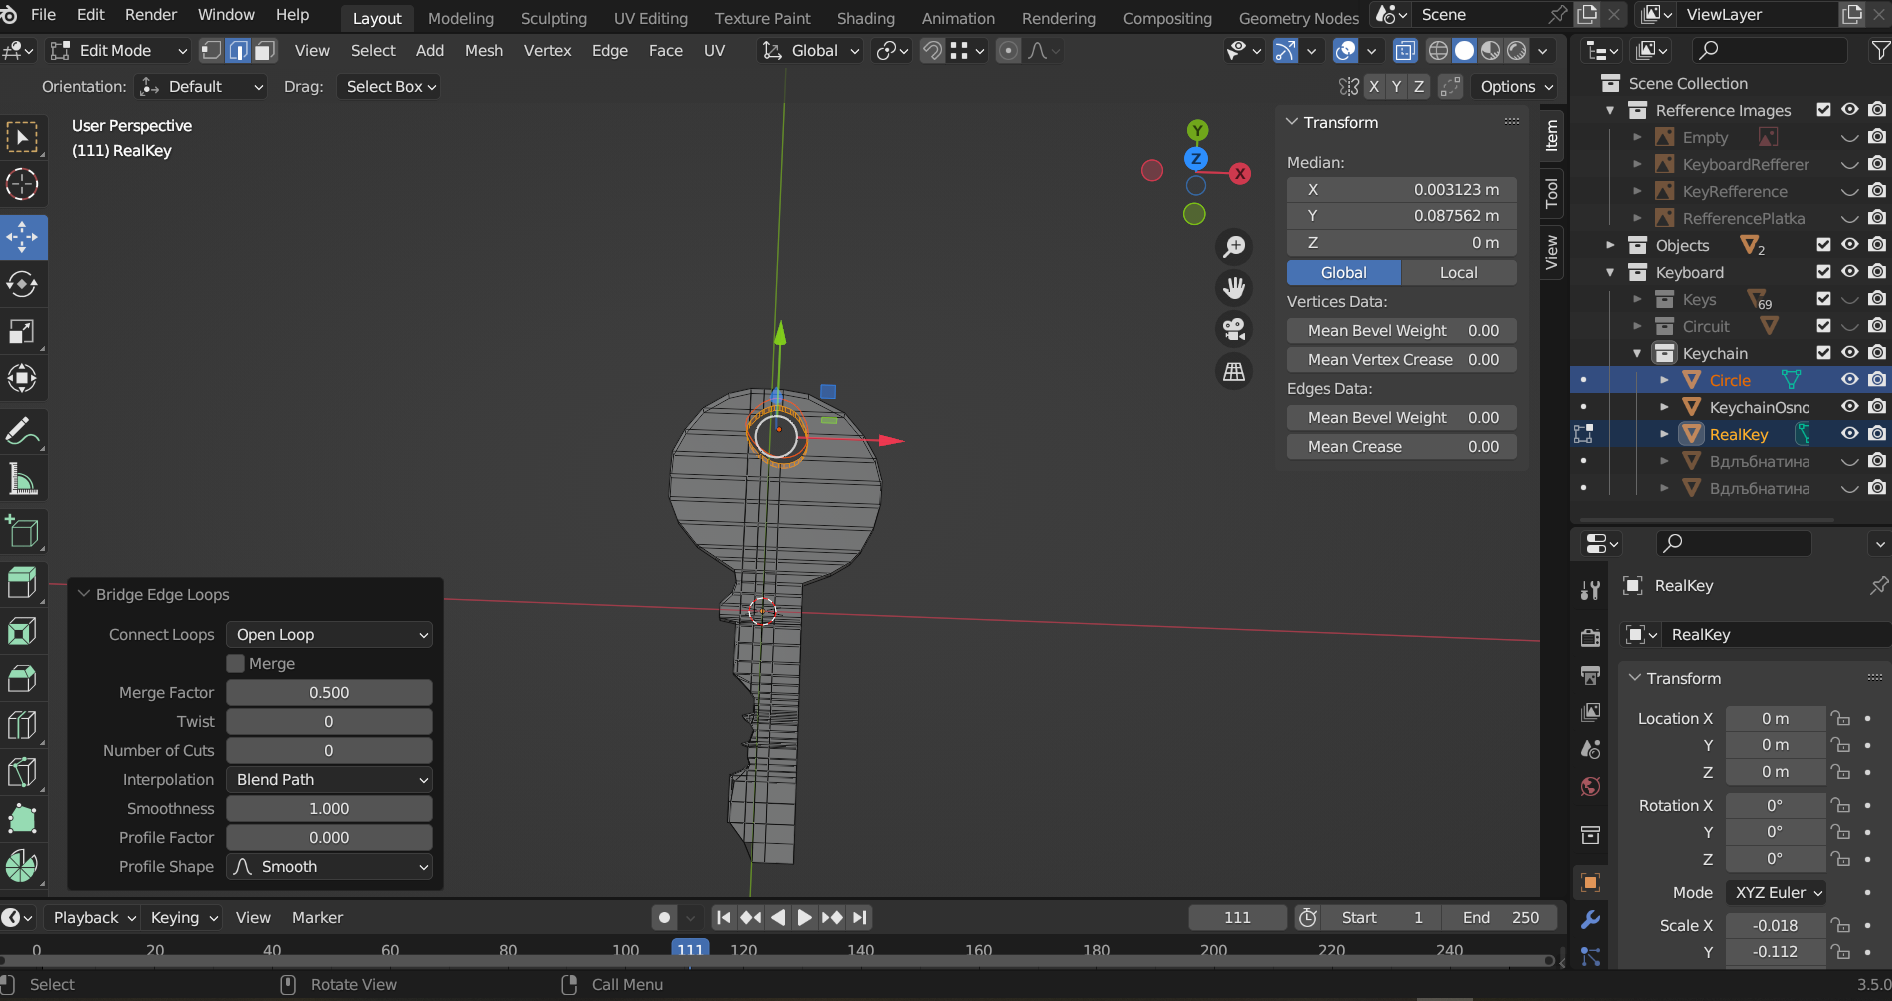 File Edit Render Window Help Layout Modeling Sculpting UV Editing Texture Paint Shading Animation Rendering Compositing Geometry Nodes Scene ViewLayer
Edit Mode View Select Add Mesh Vertex Edge Face UV Global
Orientation: Default Drag: Select Box X Y Z Options
User Perspective
(111) RealKey
Y
Z
X
Transform
Median:
X 0.003123 m
Y 0.087562 m
Z 0 m
Global Local
Vertices Data:
Mean Bevel Weight 0.00
Mean Vertex Crease 0.00
Edges Data:
Mean Bevel Weight 0.00
Mean Crease 0.00
Item
Tool
View
Scene Collection
Refference Images
Empty
KeyboardRefferer
KeyRefference
RefferencePlatka
Objects 2
Keyboard
Keys 69
Circuit
Keychain
Circle
KeychainOsno
RealKey
Вдлъбнатина
Вдлъбнатина
Bridge Edge Loops
Connect Loops Open Loop
Merge
Merge Factor 0.500
Twist 0
Number of Cuts 0
Interpolation Blend Path
Smoothness 1.000
Profile Factor 0.000
Profile Shape Smooth
RealKey
RealKey
Transform
Location X 0 m
Y 0 m
Z 0 m
Rotation X 0°
Y 0°
Z 0°
Mode XYZ Euler
Scale X -0.018
Y -0.112
Playback Keying View Marker 111 Start 1 End 250
0 20 40 60 80 100 111 120 140 160 180 200 220 240
Select Rotate View Call Menu 3.5.0